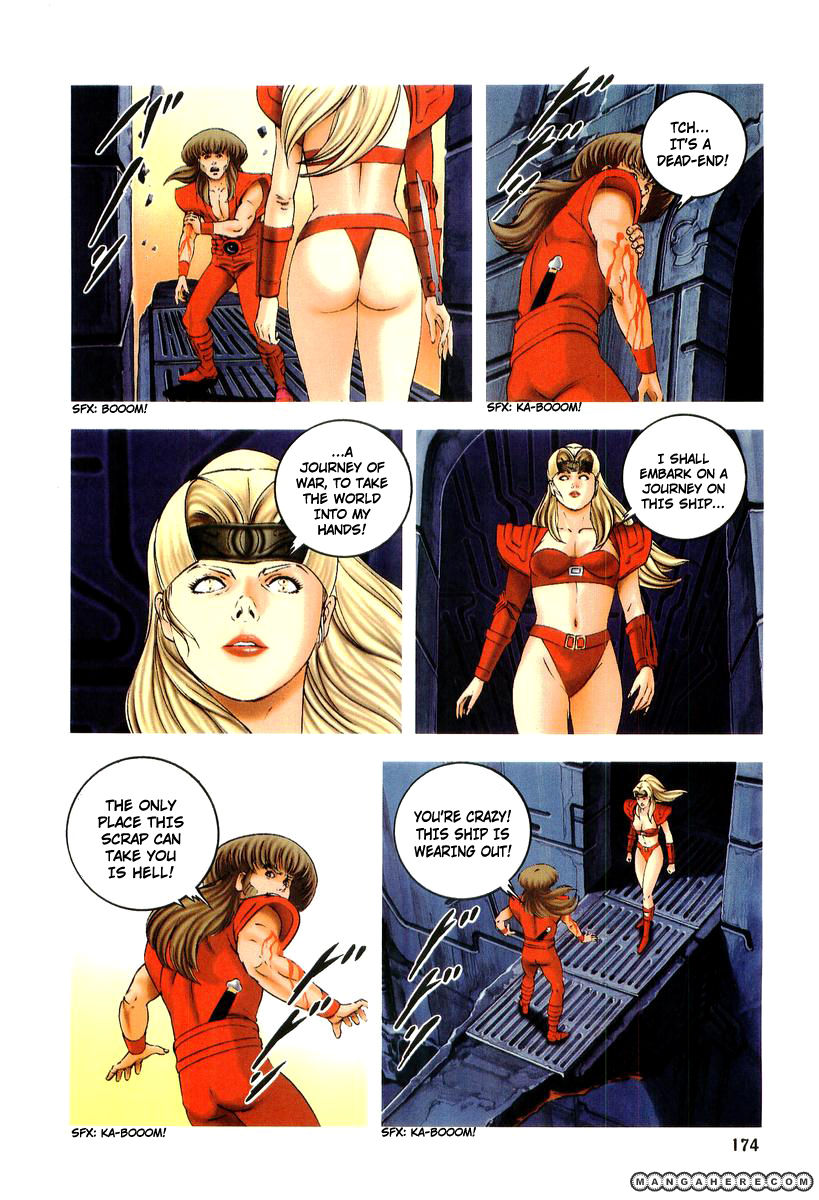 TCH...
IT'S A
DEAD-END!
SFX: KA-BOOOM!
SFX: BOOOM!
I SHALL
EMBARK ON A
JOURNEY ON
THIS SHIP...
...A
JOURNEY OF
WAR, TO TAKE
THE WORLD
INTO MY
HANDS!
YOU'RE CRAZY!
THIS SHIP IS
WEARING OUT!
SFX: KA-BOOOM!
THE ONLY
PLACE THIS
SCRAP CAN
TAKE YOU
IS HELL!
SFX: KA-BOOOM!
174
MANGAHERE.COM